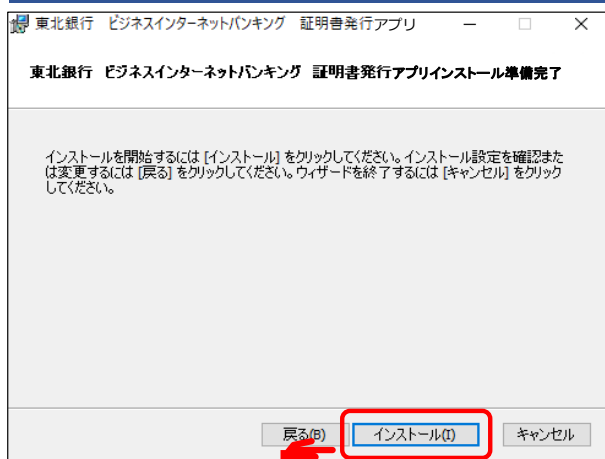 東北銀行 ビジネスインターネットバンキング 証明書発行アプリ
東北銀行 ビジネスインターネットバンキング 証明書発行アプリインストール準備完了
インストールを開始するには [インストール] をクリックしてください。インストール設定を確認また
は変更するには [戻る] をクリックしてください。ウィザードを終了するには [キャンセル] をクリック
してください。
戻る(B) インストール(I) キャンセル